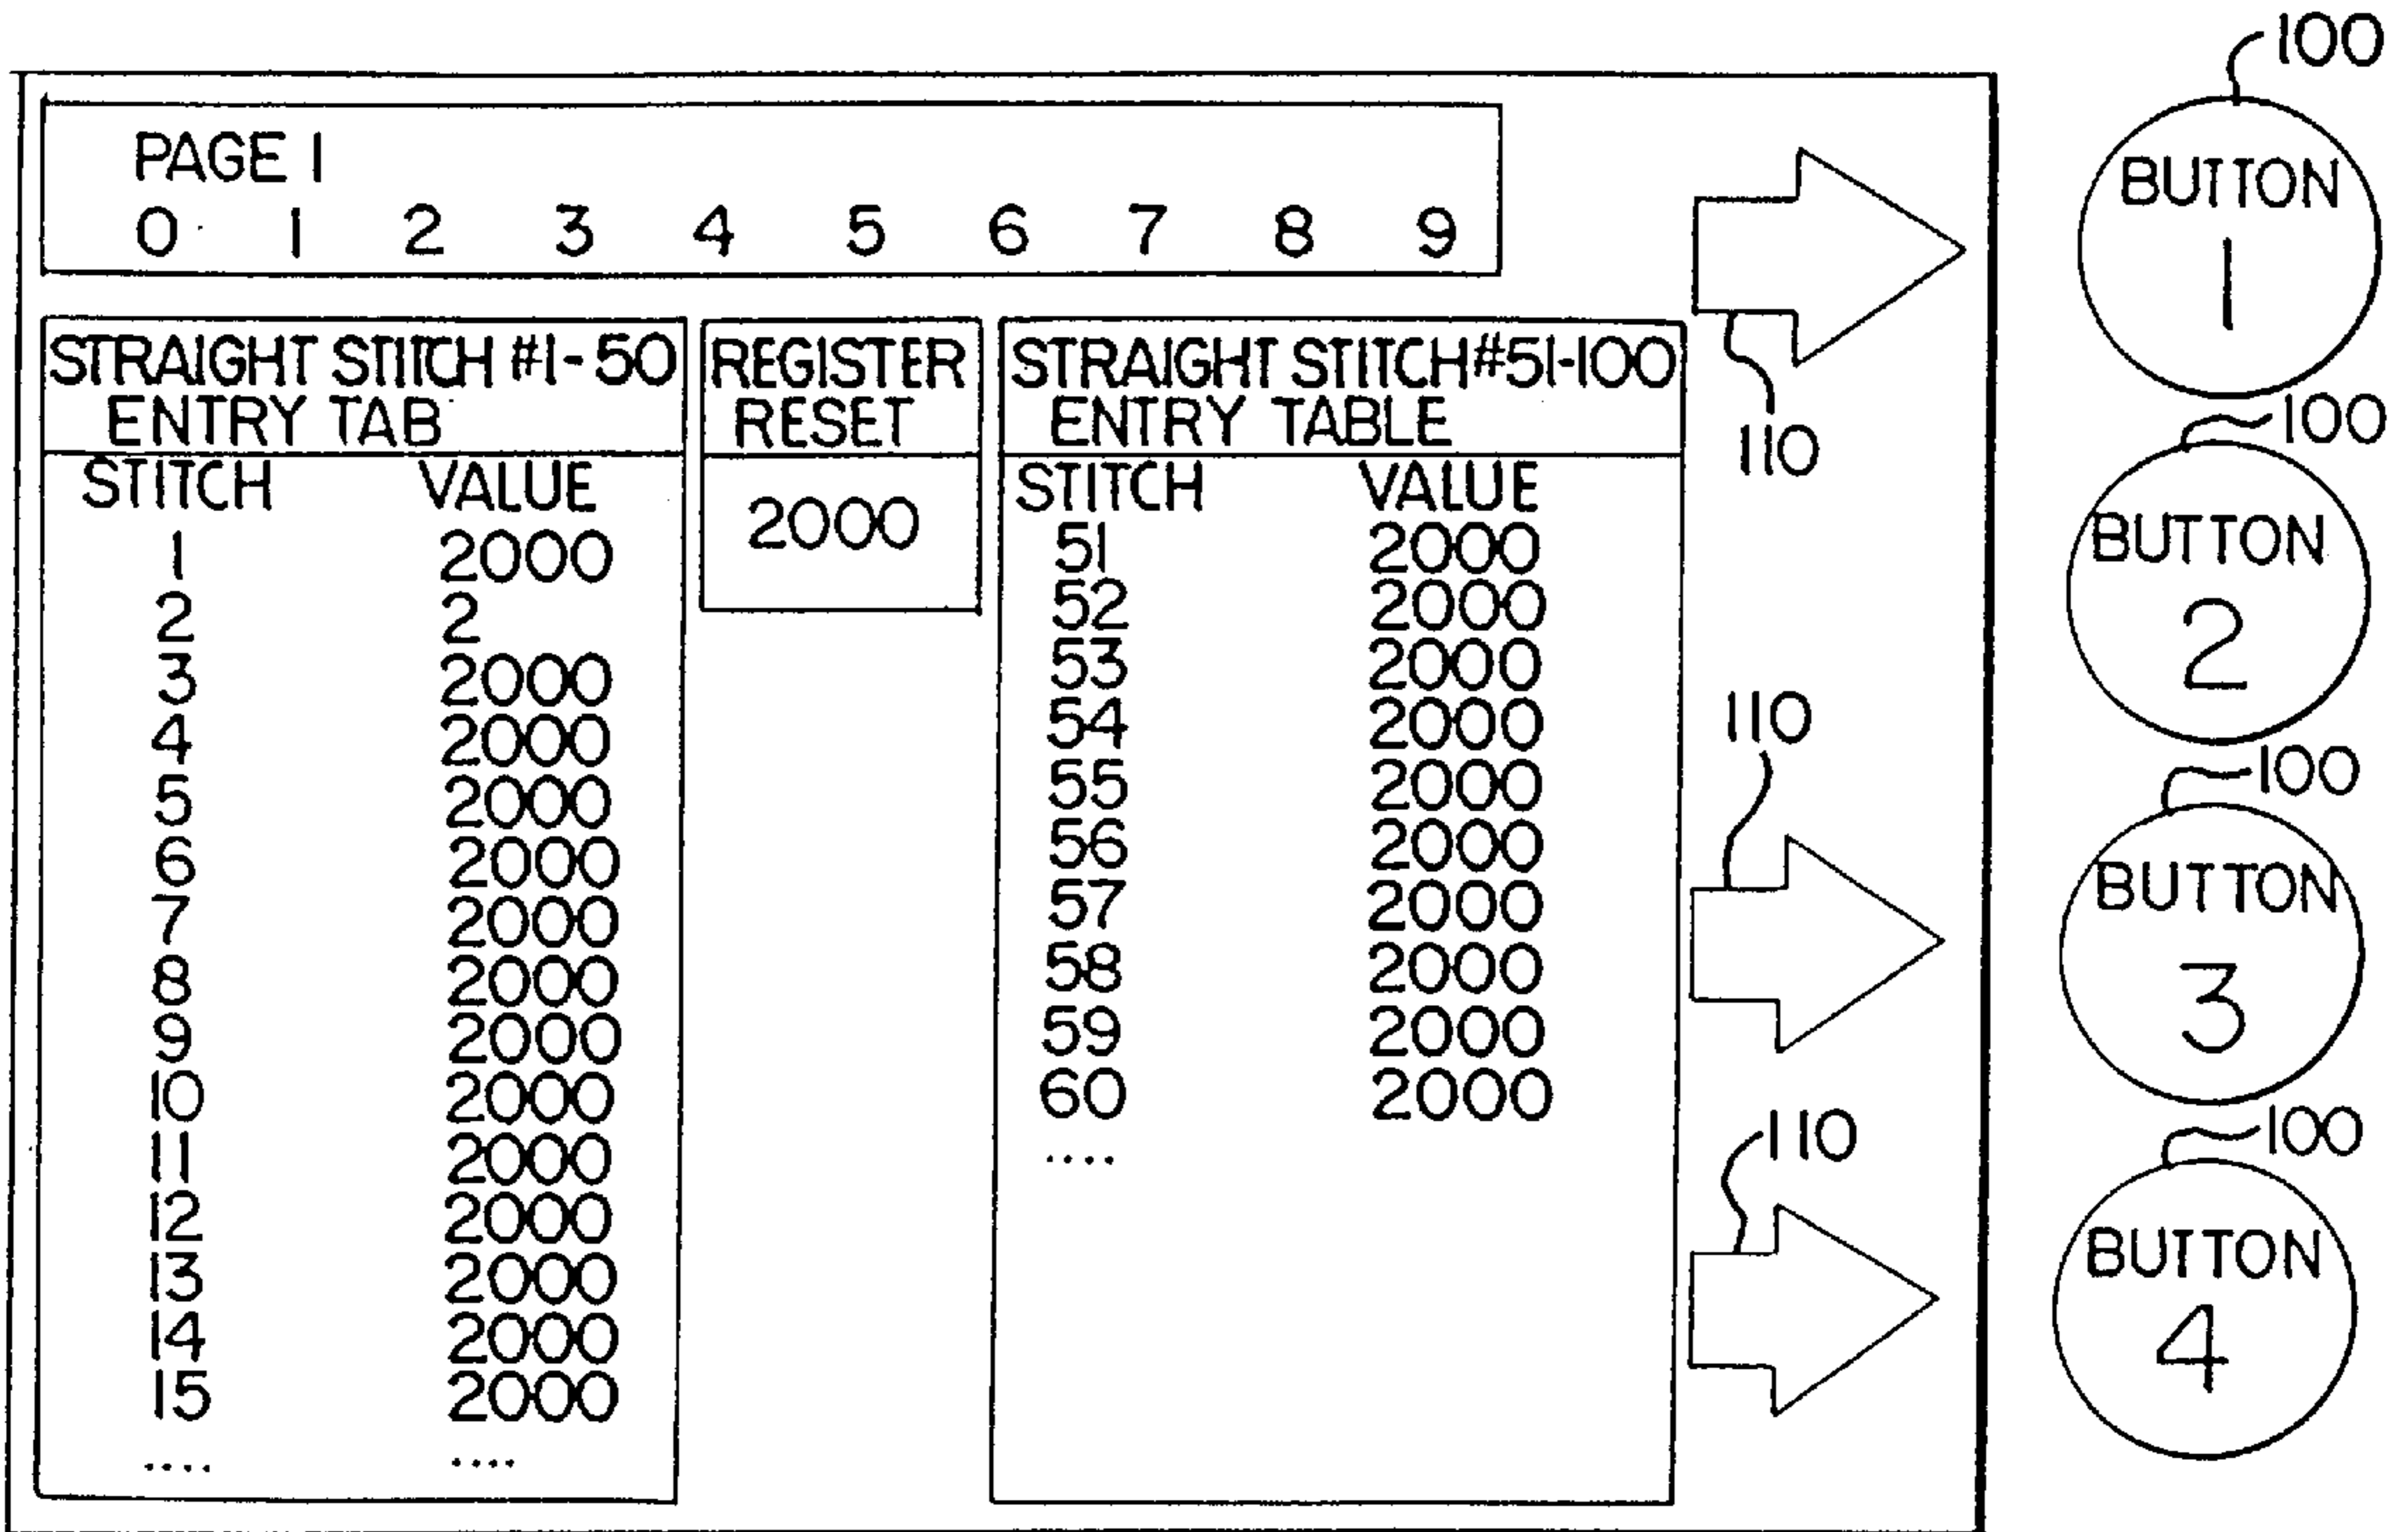 PAGE 1
0 1 2 3 4 5 6 7 8 9
STRAIGHT STITCH #1-50
ENTRY TAB
STITCH VALUE
1 2000
2 2
3 2000
4 2000
5 2000
6 2000
7 2000
8 2000
9 2000
10 2000
11 2000
12 2000
13 2000
14 2000
15 2000
.... ....
REGISTER
RESET
2000
STRAIGHT STITCH #51-100
ENTRY TABLE
STITCH VALUE
51 2000
52 2000
53 2000
54 2000
55 2000
56 2000
57 2000
58 2000
59 2000
60 2000
....
110
110
110
100
BUTTON
1
100
BUTTON
2
100
BUTTON
3
100
BUTTON
4